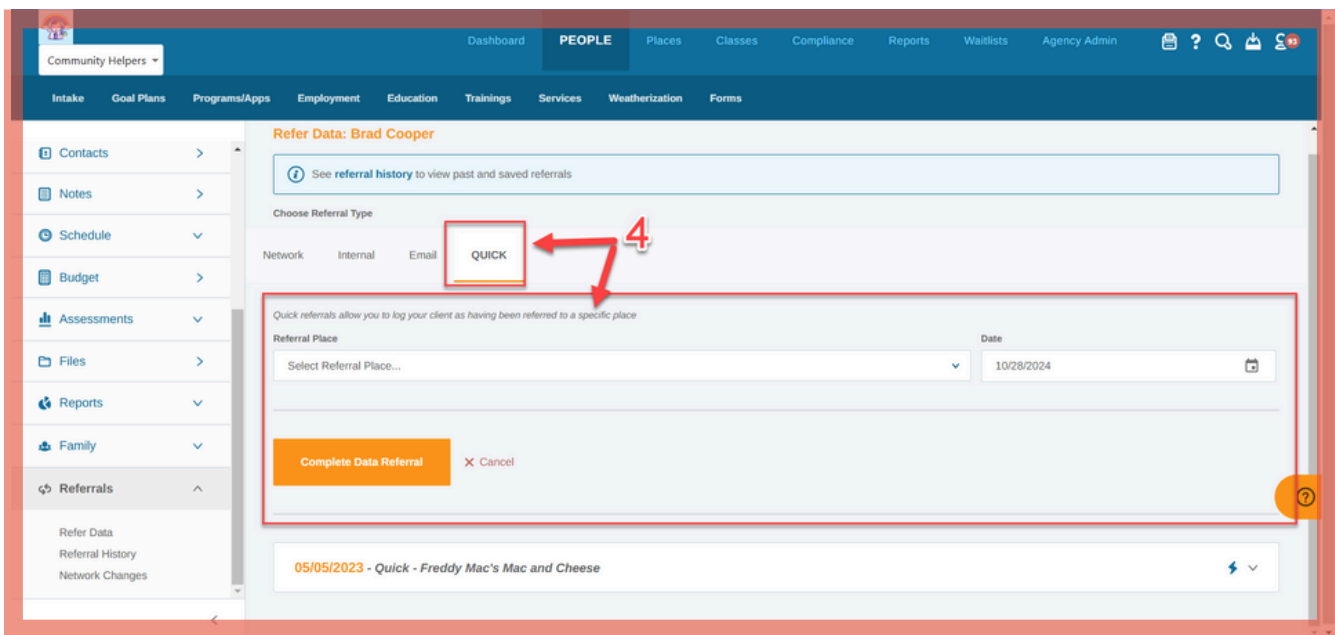 Community Helpers
Dashboard PEOPLE Places Classes Compliance Reports Waitlists Agency Admin ? 93
Intake Goal Plans Programs/Apps Employment Education Trainings Services Weatherization Forms
Refer Data: Brad Cooper
Contacts
See referral history to view past and saved referrals
Notes
Choose Referral Type
Schedule
4
Network Internal Email QUICK
Budget
Quick referrals allow you to log your client as having been referred to a specific place
Assessments
Referral Place Date
Files
Select Referral Place... 10/28/2024
Reports
Family
Complete Data Referral Cancel
Referrals
Refer Data
Referral History
Network Changes
05/05/2023 - Quick - Freddy Mac's Mac and Cheese